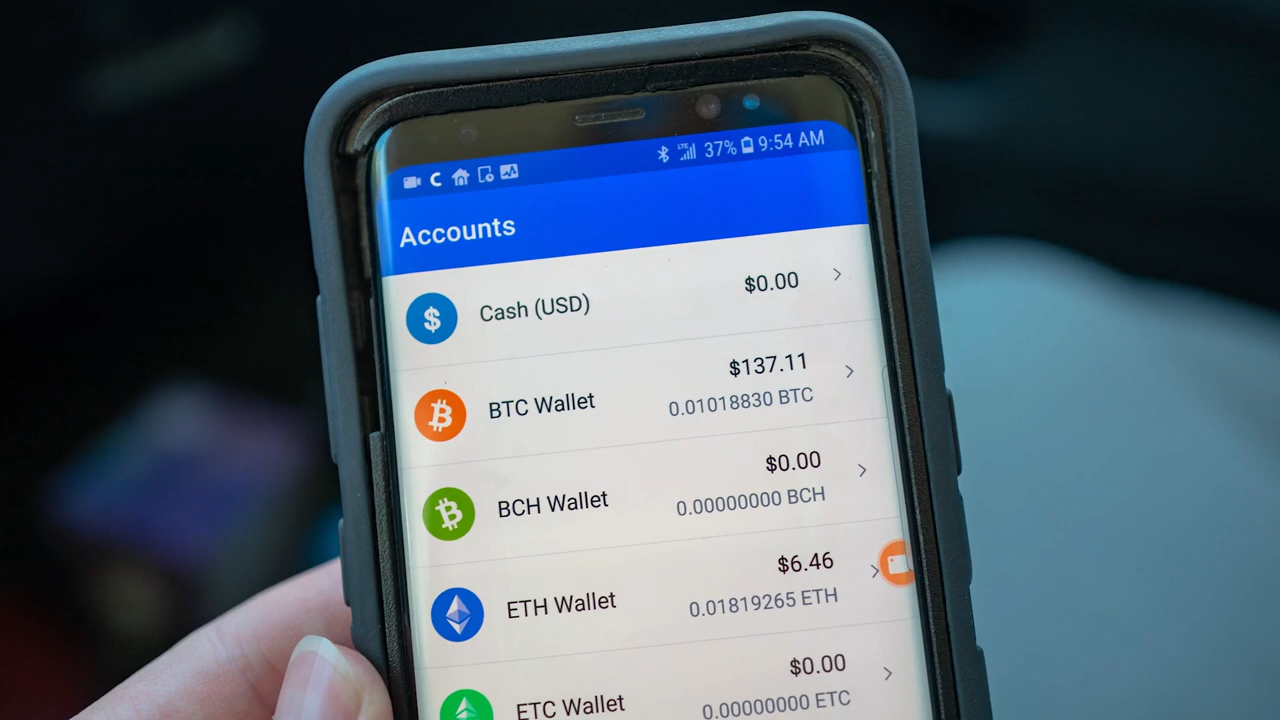 C LTE 37% 9:54 AM
Accounts
$ Cash (USD) $0.00
BTC Wallet $137.11
0.01018830 BTC
BCH Wallet $0.00
0.00000000 BCH
ETH Wallet $6.46
0.01819265 ETH
ETC Wallet $0.00
0.00000000 ETC